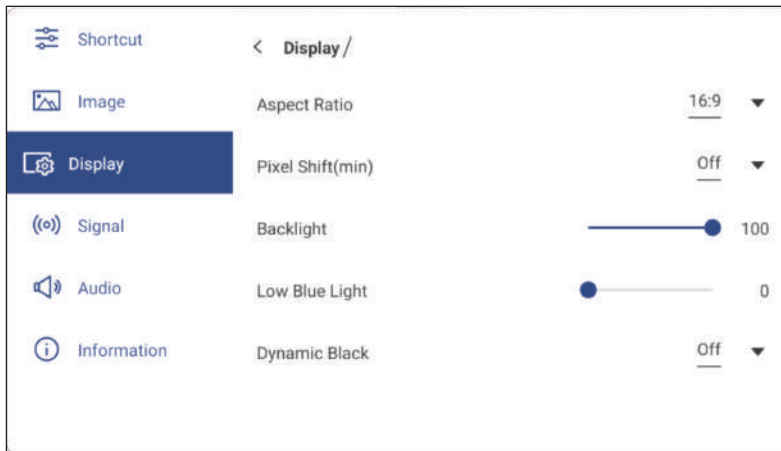 Shortcut
Image
Display
Signal
Audio
Information
< Display /
Aspect Ratio 16:9
Pixel Shift(min) Off
Backlight 100
Low Blue Light 0
Dynamic Black Off